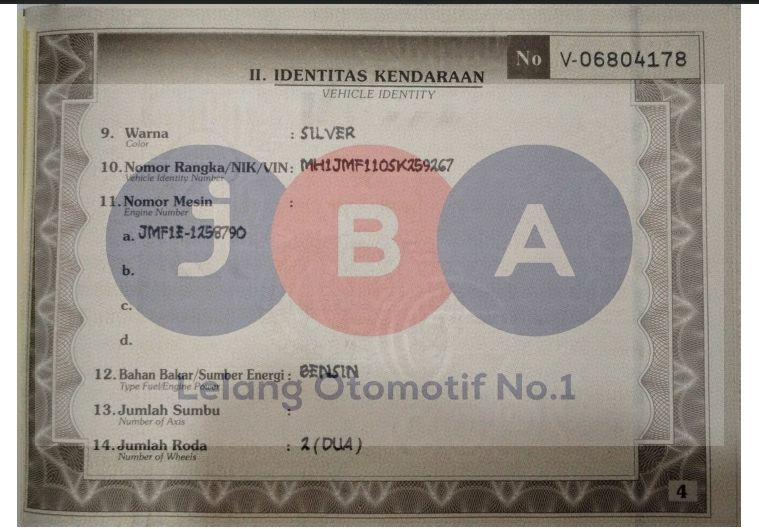 No V-06804178
II. IDENTITAS KENDARAAN
VEHICLE IDENTITY
9. Warna : SILVER
Color
10. Nomor Rangka/NIK/VIN : MH1JMF110SK259267
Vehicle Identity Number
11. Nomor Mesin :
Engine Number
a. JMF1E-1258790
b.
c.
d.
jBA
12. Bahan Bakar/Sumber Energi : BENSIN
Type Fuel/Engine Power
Lelang Otomotif No.1
13. Jumlah Sumbu :
Number of Axis
14. Jumlah Roda : 2 (DUA)
Number of Wheels
4